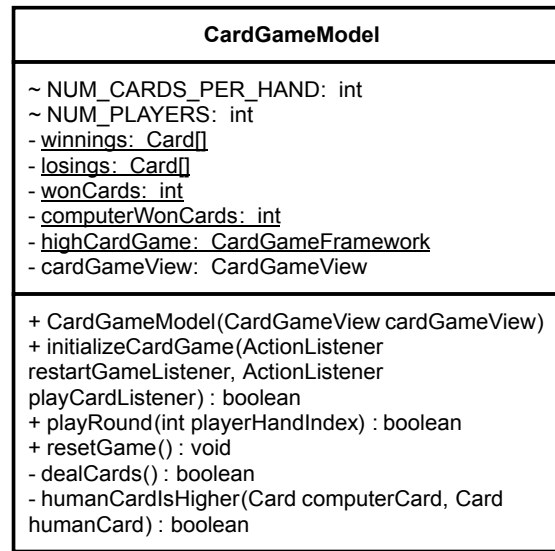 CardGameModel
~ NUM_CARDS_PER_HAND: int
~ NUM_PLAYERS: int
- winnings: Card[]
- losings: Card[]
- wonCards: int
- computerWonCards: int
- highCardGame: CardGameFramework
- cardGameView: CardGameView
+ CardGameModel(CardGameView cardGameView)
+ initializeCardGame(ActionListener
restartGameListener, ActionListener
playCardListener) : boolean
+ playRound(int playerHandIndex) : boolean
+ resetGame() : void
- dealCards() : boolean
- humanCardIsHigher(Card computerCard, Card
humanCard) : boolean